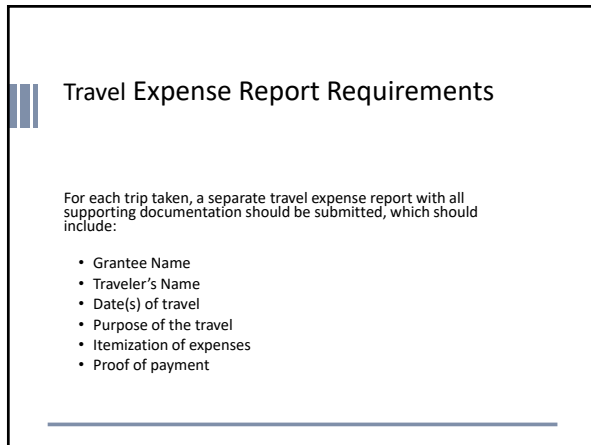 Travel Expense Report Requirements
For each trip taken, a separate travel expense report with all
supporting documentation should be submitted, which should
include:
• Grantee Name
• Traveler’s Name
• Date(s) of travel
• Purpose of the travel
• Itemization of expenses
• Proof of payment